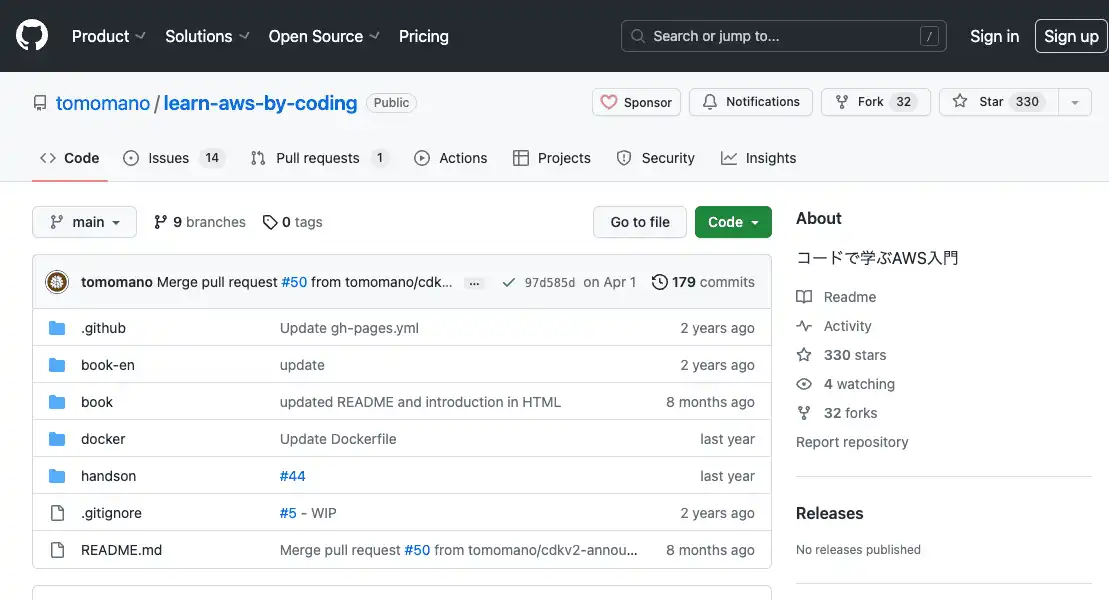 Product Solutions Open Source Pricing Search or jump to... / Sign in Sign up
tomomano / learn-aws-by-coding Public Sponsor Notifications Fork 32 Star 330
Code Issues 14 Pull requests 1 Actions Projects Security Insights
main 9 branches 0 tags Go to file Code
tomomano Merge pull request #50 from tomomano/cdk... ... 97d585d on Apr 1 179 commits
.github Update gh-pages.yml 2 years ago
book-en update 2 years ago
book updated README and introduction in HTML 8 months ago
docker Update Dockerfile last year
handson #44 last year
.gitignore #5 - WIP 2 years ago
README.md Merge pull request #50 from tomomano/cdkv2-annou... 8 months ago
About
コードで学ぶAWS入門
Readme
Activity
330 stars
4 watching
32 forks
Report repository
Releases
No releases published